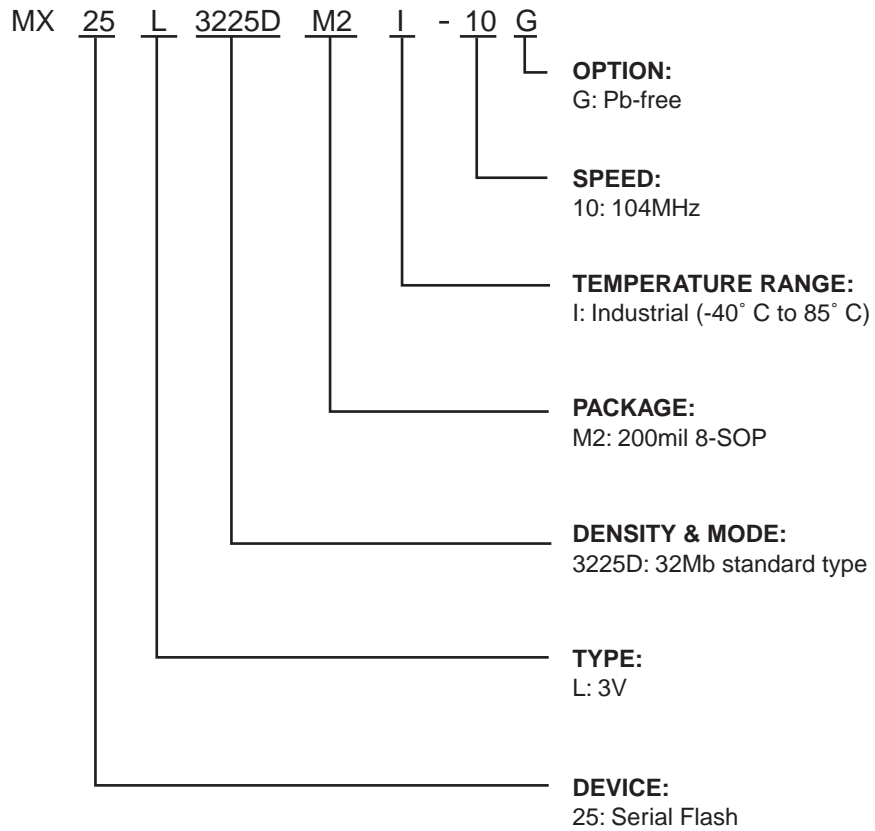 MX 25 L 3225D M2 I - 10 G
OPTION:
G: Pb-free
SPEED:
10: 104MHz
TEMPERATURE RANGE:
I: Industrial (-40˚ C to 85˚ C)
PACKAGE:
M2: 200mil 8-SOP
DENSITY & MODE:
3225D: 32Mb standard type
TYPE:
L: 3V
DEVICE:
25: Serial Flash